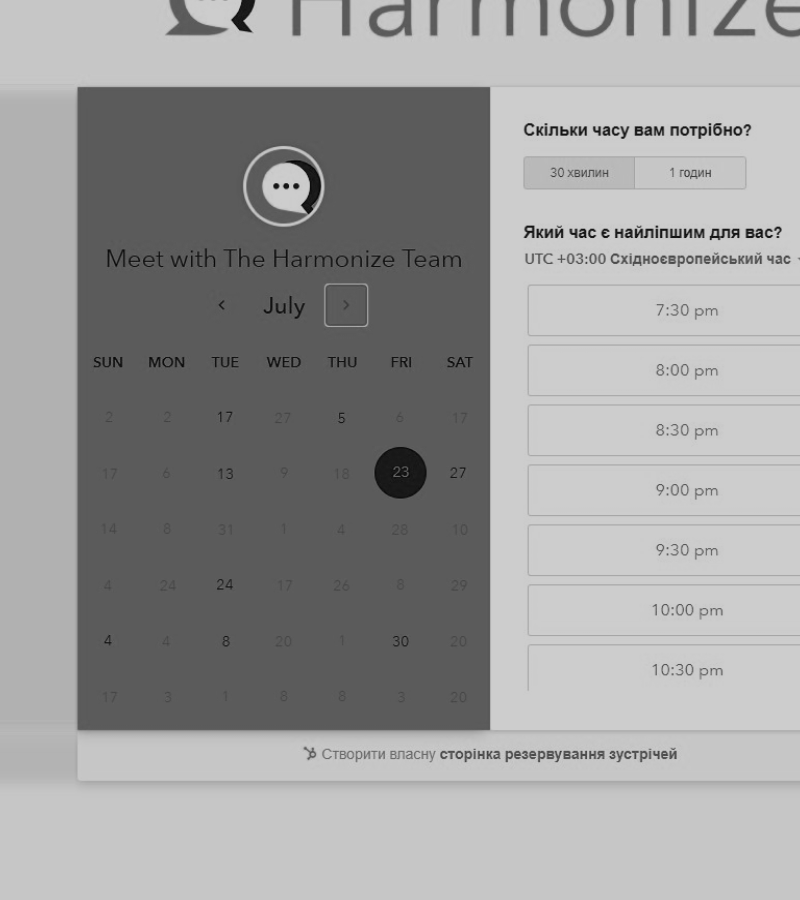 Harmonize
Meet with The Harmonize Team
July
SUN MON TUE WED THU FRI SAT
2 2 17 27 5 6 17
17 6 13 9 18 23 27
14 8 31 1 4 28 10
4 24 24 17 26 8 29
4 4 8 20 1 30 20
17 3 1 8 8 3 20
Скільки часу вам потрібно?
30 хвилин 1 годин
Який час є найліпшим для вас?
UTC +03:00 Східноєвропейський час
7:30 pm
8:00 pm
8:30 pm
9:00 pm
9:30 pm
10:00 pm
10:30 pm
Створити власну сторінка резервування зустрічей